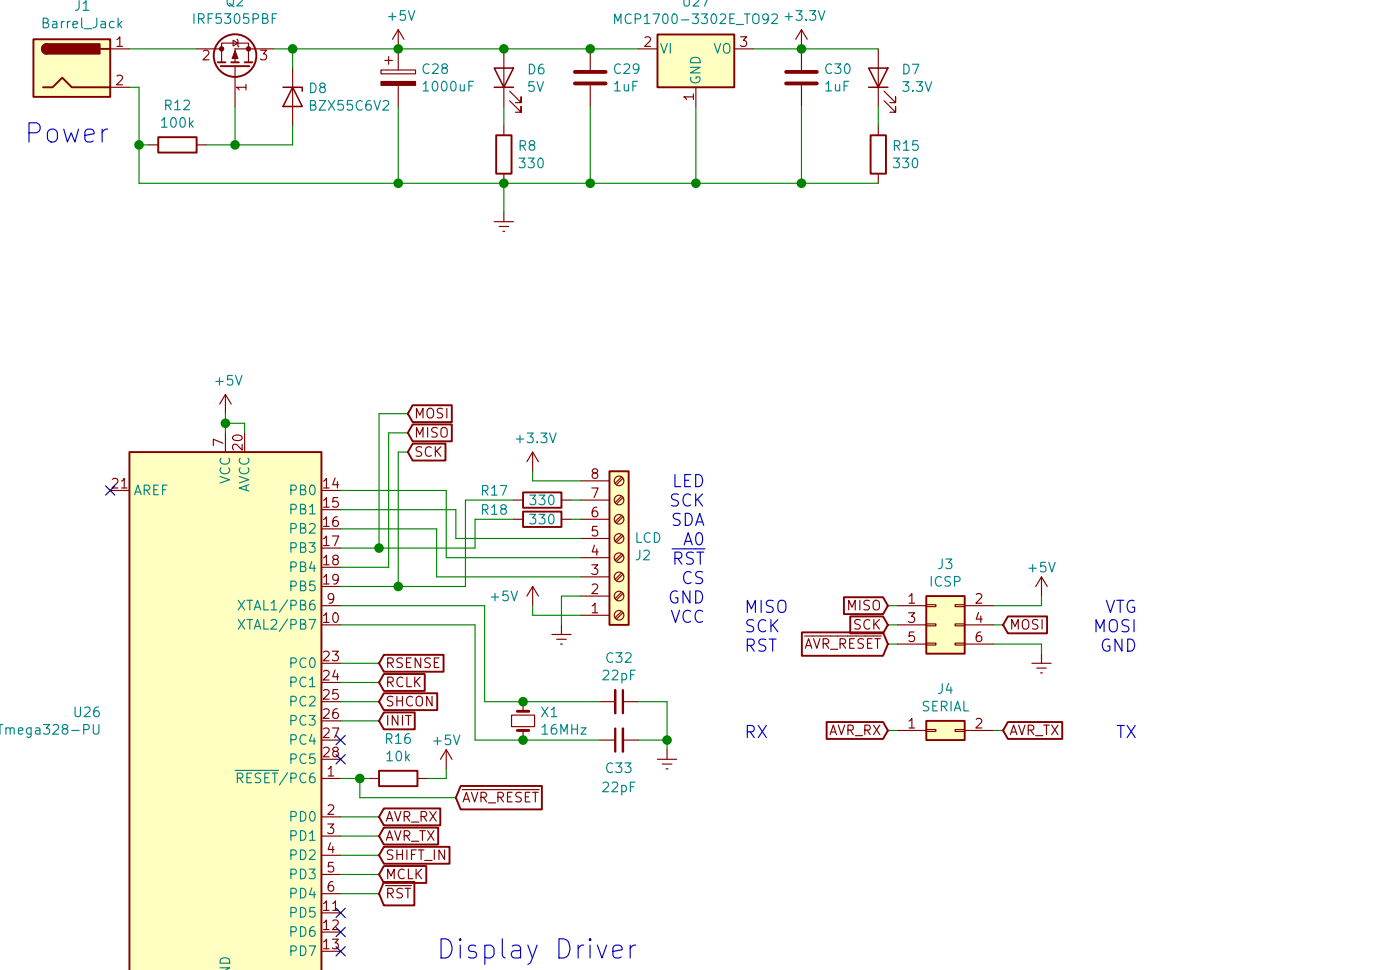 J1
Barrel_Jack
1
2
Q2
IRF5305PBF
2
3
1
R12
100k
D8
BZX55C6V2
+5V
C28
1000uF
D6
5V
R8
330
C29
1uF
U27
MCP1700-3302E_TO92
2
VI
VO
3
GND
1
+3.3V
C30
1uF
D7
3.3V
R15
330
Power
+5V
7
20
VCC
AVCC
21
AREF
U26
Tmega328-PU
PB0 14
PB1 15
PB2 16
PB3 17
PB4 18
PB5 19
XTAL1/PB6 9
XTAL2/PB7 10
PC0 23
PC1 24
PC2 25
PC3 26
PC4 27
PC5 28
RESET/PC6 1
PD0 2
PD1 3
PD2 4
PD3 5
PD4 6
PD5 11
PD6 12
PD7 13
ND
MOSI
MISO
SCK
+3.3V
R17
330
R18
330
+5V
8
7
6
5
4
3
2
1
LCD
J2
LED
SCK
SDA
A0
RST
CS
GND
VCC
RSENSE
RCLK
SHCON
INIT
R16
10k
+5V
AVR_RESET
AVR_RX
AVR_TX
SHIFT_IN
MCLK
RST
X1
16MHz
C32
22pF
C33
22pF
J3
ICSP
+5V
MISO
SCK
RST
MISO
SCK
AVR_RESET
1
3
5
2
4
6
MOSI
VTG
MOSI
GND
J4
SERIAL
RX
AVR_RX
1
2
AVR_TX
TX
Display Driver